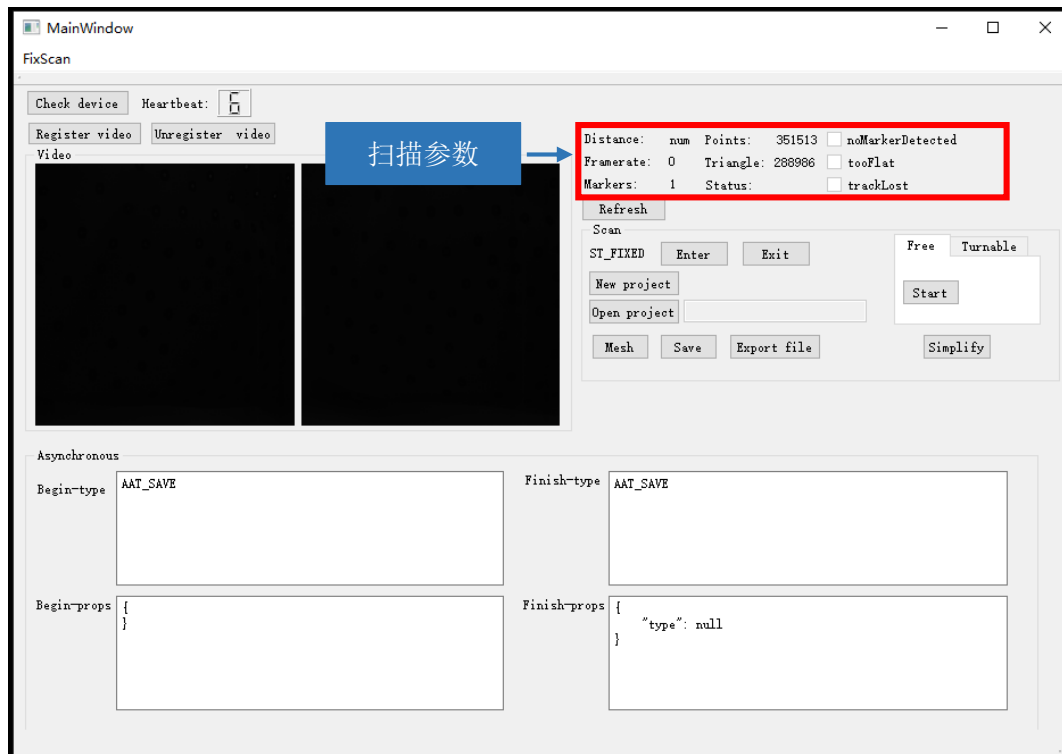 MainWindow
FixScan
Check device Heartbeat: 6
Register video Unregister video
Video
扫描参数
Distance: num Points: 351513 noMarkerDetected
Framerate: 0 Triangle: 288986 tooFlat
Markers: 1 Status: trackLost
Refresh
Scan
ST_FIXED Enter Exit
Free Turnable
New project
Start
Open project
Mesh Save Export file Simplify
Asynchronous
Begin-type AAT_SAVE
Finish-type AAT_SAVE
Begin-props {
}
Finish-props {
"type": null
}